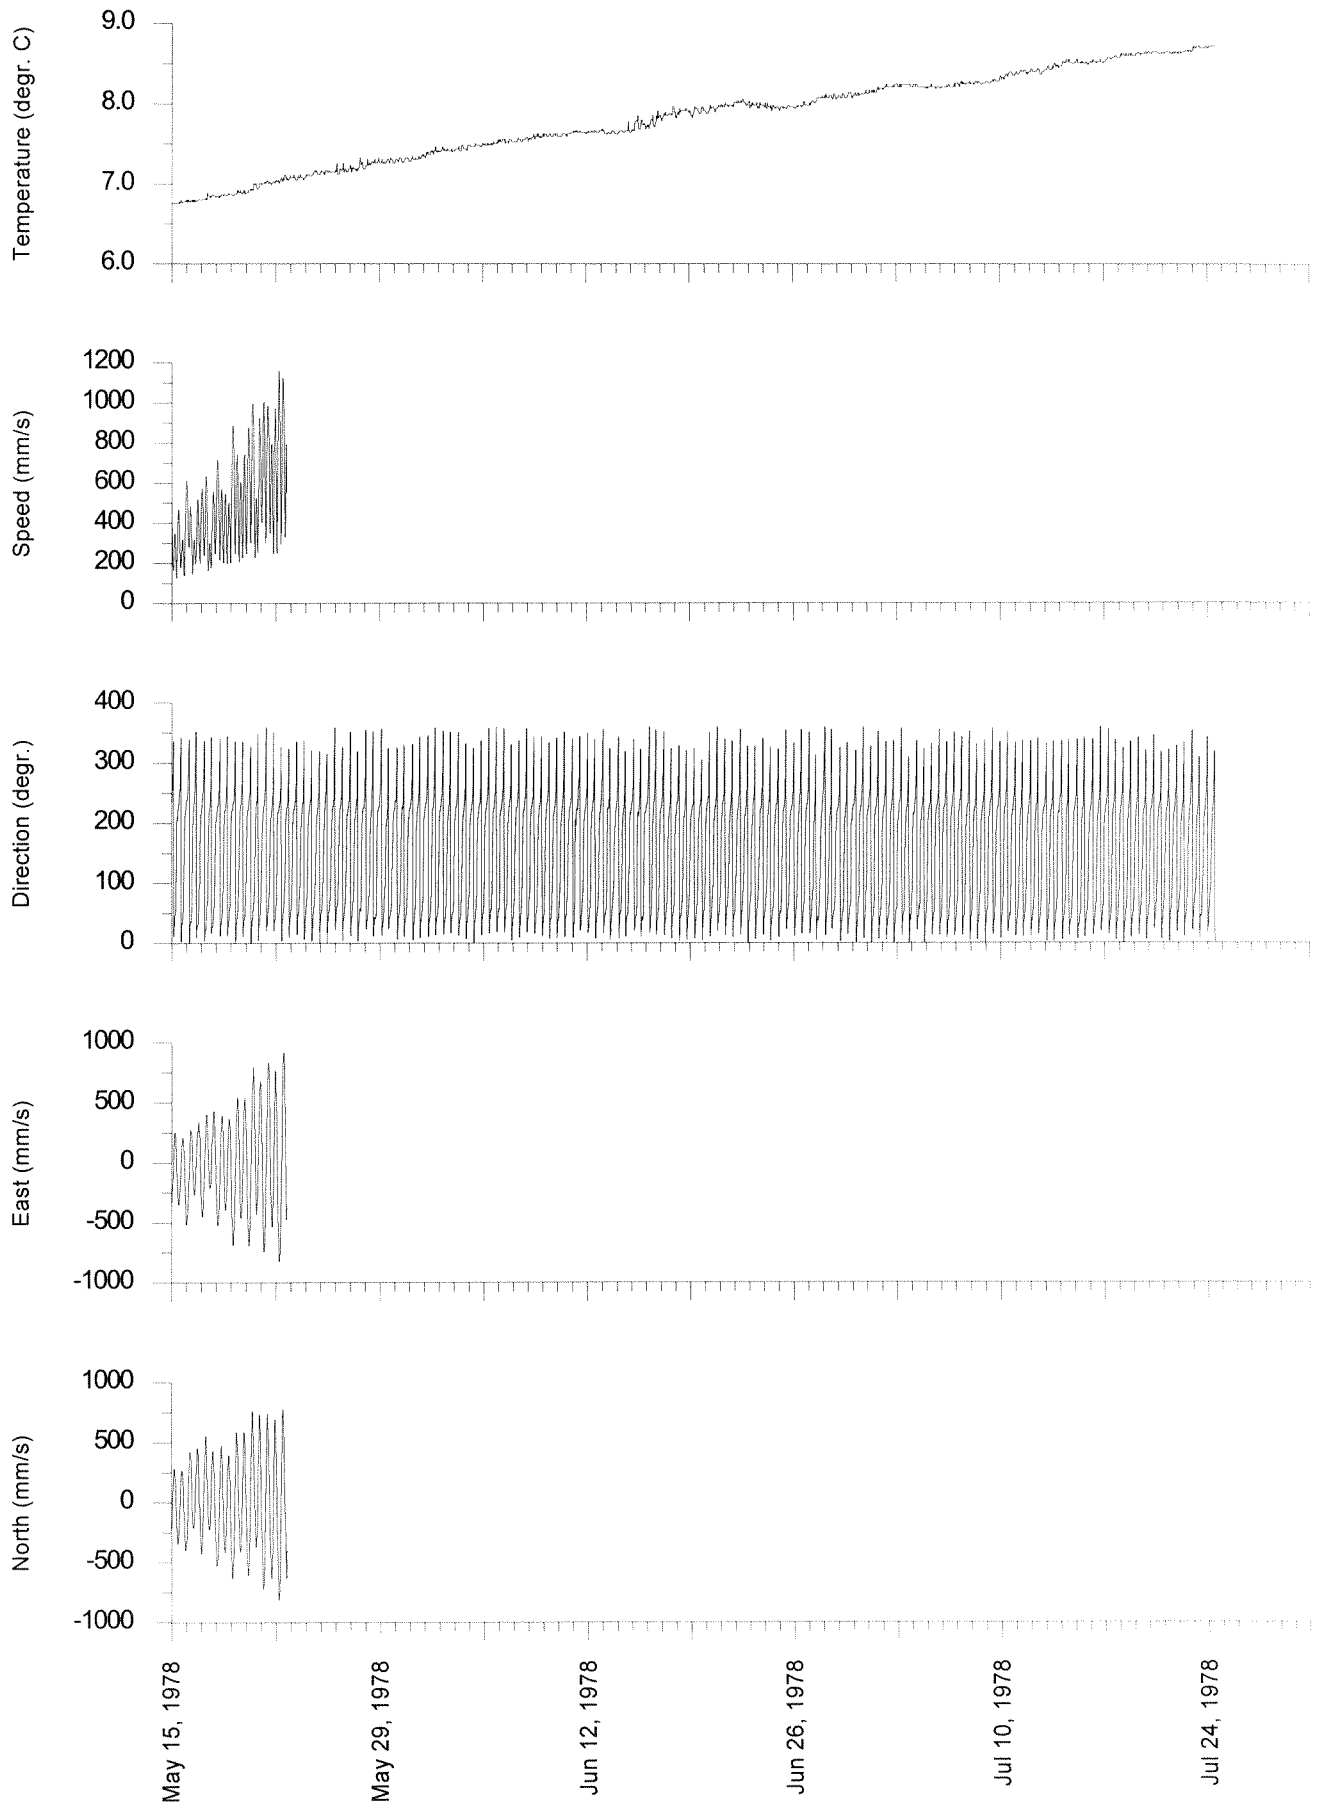 Temperature (degr. C)
9.0
8.0
7.0
6.0
Speed (mm/s)
1200
1000
800
600
400
200
0
Direction (degr.)
400
300
200
100
0
East (mm/s)
1000
500
0
-500
-1000
North (mm/s)
1000
500
0
-500
-1000
May 15, 1978
May 29, 1978
Jun 12, 1978
Jun 26, 1978
Jul 10, 1978
Jul 24, 1978